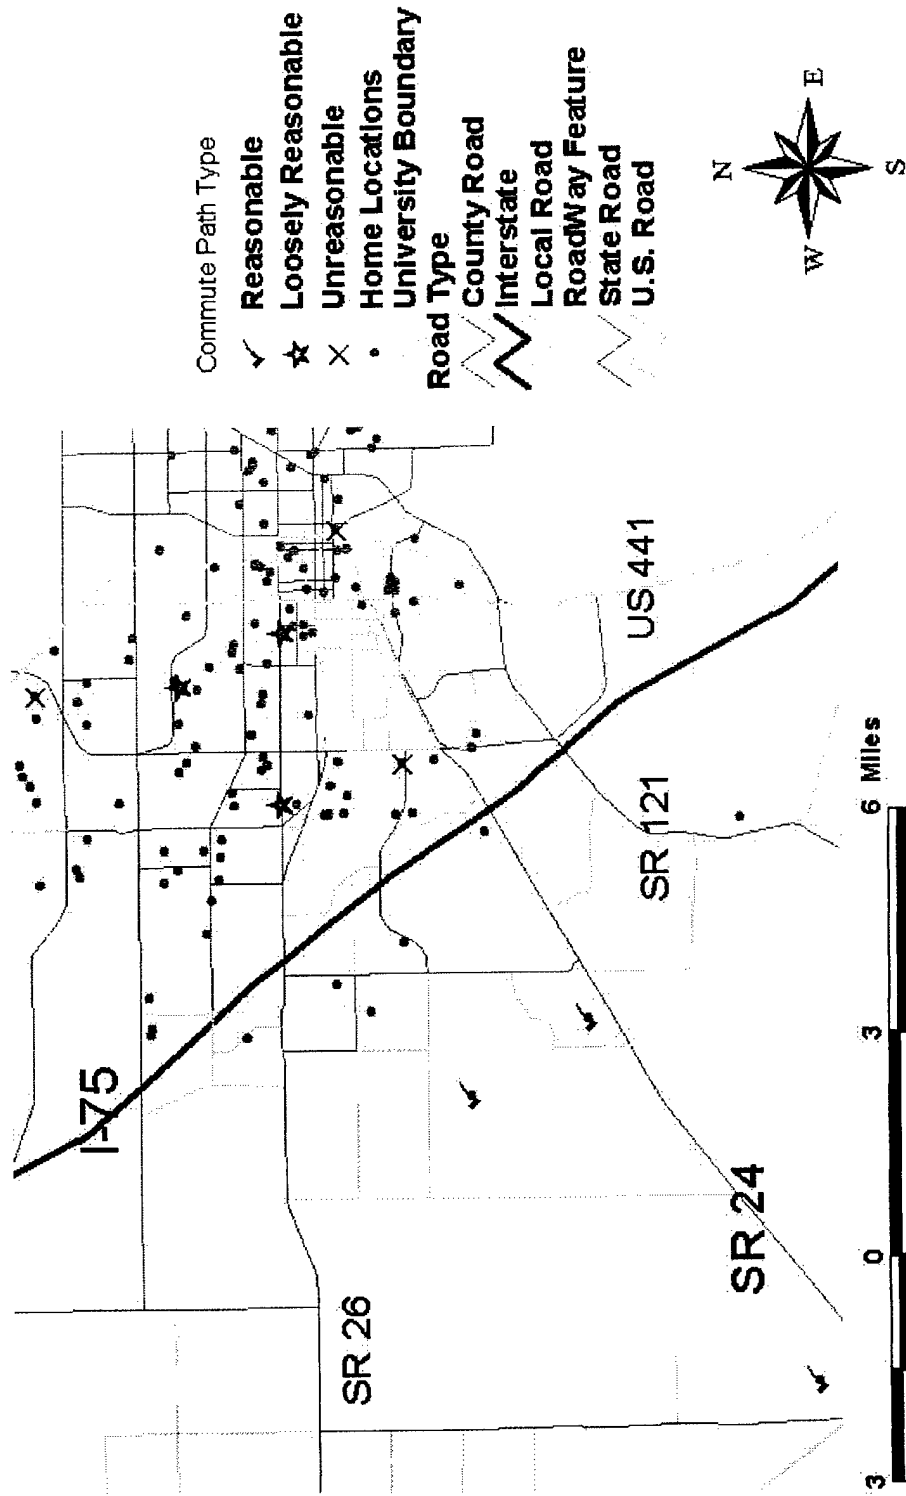 Commute Path Type
Reasonable
Loosely Reasonable
Unreasonable
Home Locations
University Boundary
Road Type
County Road
Interstate
Local Road
RoadWay Feature
State Road
U.S. Road
N
W
E
S
I-75
SR 26
SR 24
SR 121
US 441
3
0
3
6 Miles